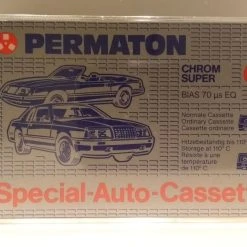 PERMATON
CHROM
SUPER
BIAS 70 µs EQ
Normale Cassette
Ordinary Cassette
Cassette ordinaire
Hitzebeständig bis 110°
Storage at 110° C
Résiste à une
température
de 110° C
Special-Auto-Cassett